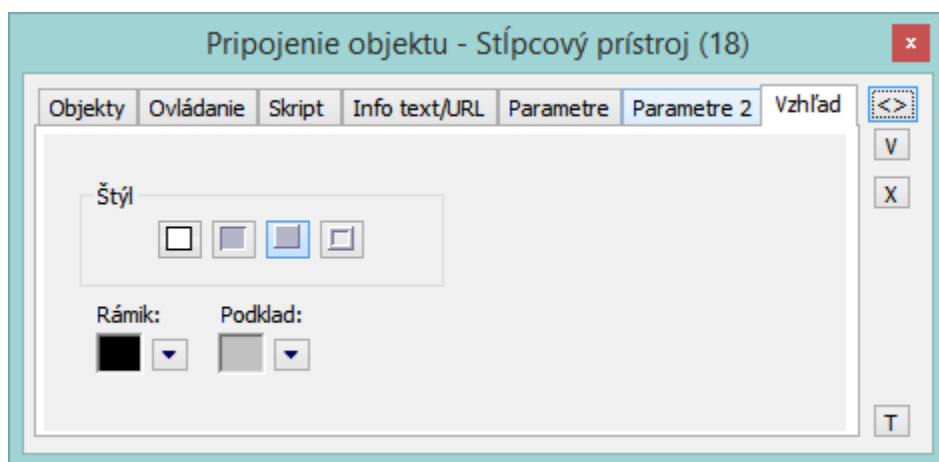 Pripojenie objektu - Stĺpcový prístroj (18)
x
Objekty Ovládanie Skript Info text/URL Parametre Parametre 2 Vzhľad <>
V
X
Štýl
Rámik: Podklad:
T